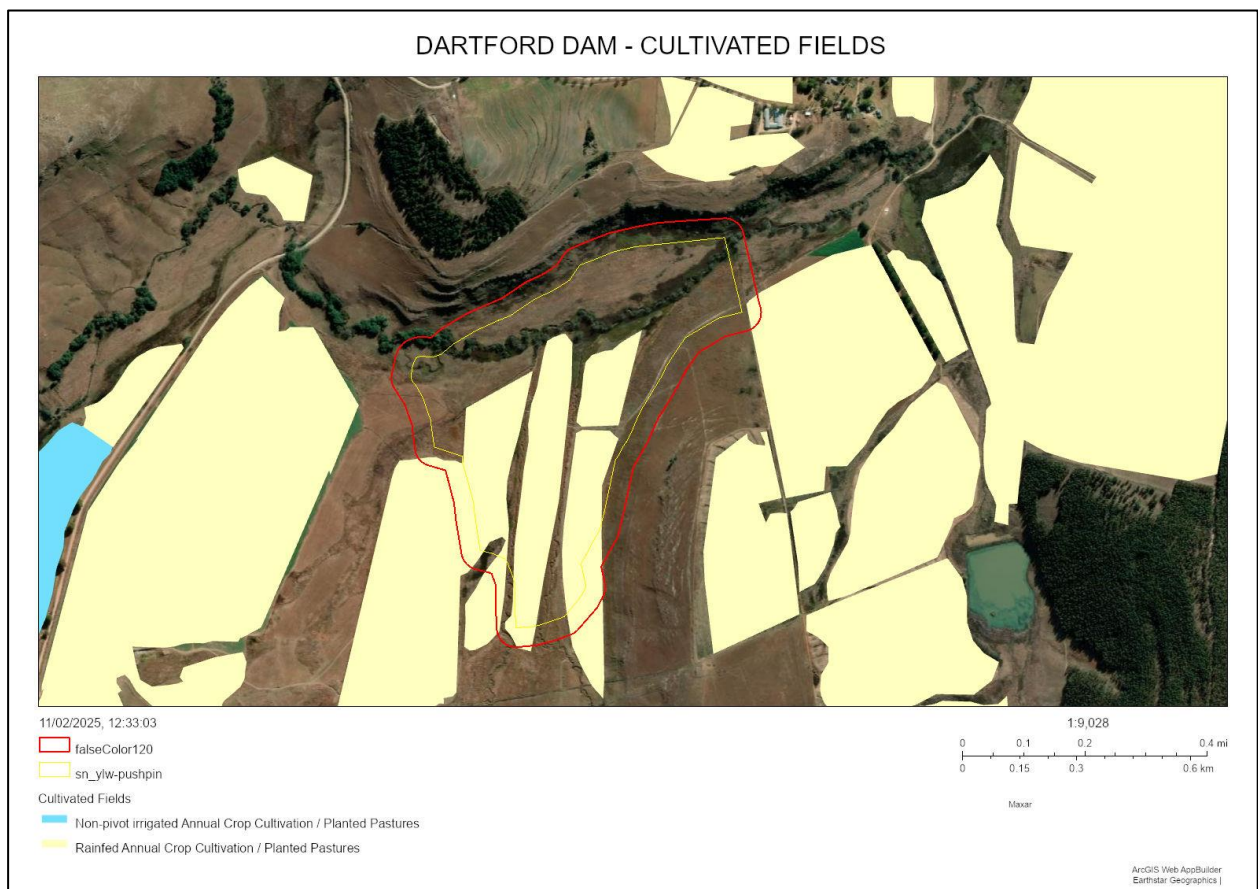 DARTFORD DAM - CULTIVATED FIELDS
11/02/2025, 12:33:03
1:9,028
falseColor120
sn_ylw-pushpin
Cultivated Fields
Non-pivot irrigated Annual Crop Cultivation / Planted Pastures
Rainfed Annual Crop Cultivation / Planted Pastures
0 0.1 0.2 0.4 mi
0 0.15 0.3 0.6 km
Maxar
ArcGIS Web AppBuilder
Earthstar Geographics |